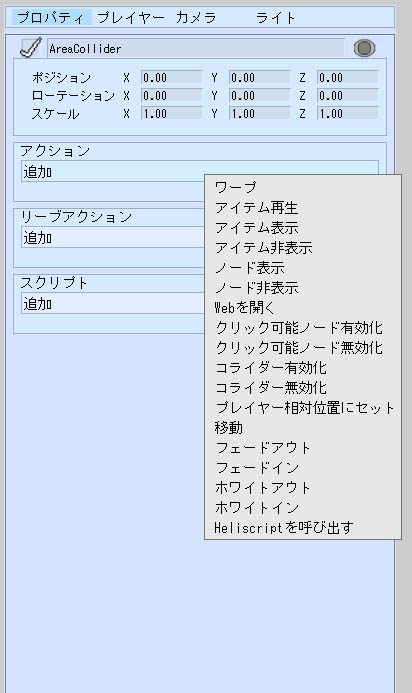 プロパティ プレイヤー カメラ ライト
AreaCollider
ポジション X 0.00 Y 0.00 Z 0.00
ローテーション X 0.00 Y 0.00 Z 0.00
スケール X 1.00 Y 1.00 Z 1.00
アクション
追加
リーブアクション
追加
スクリプト
追加
ワープ
アイテム再生
アイテム表示
アイテム非表示
ノード表示
ノード非表示
Webを開く
クリック可能ノード有効化
クリック可能ノード無効化
コライダー有効化
コライダー無効化
プレイヤー相対位置にセット
移動
フェードアウト
フェードイン
ホワイトアウト
ホワイトイン
Heliscriptを呼び出す